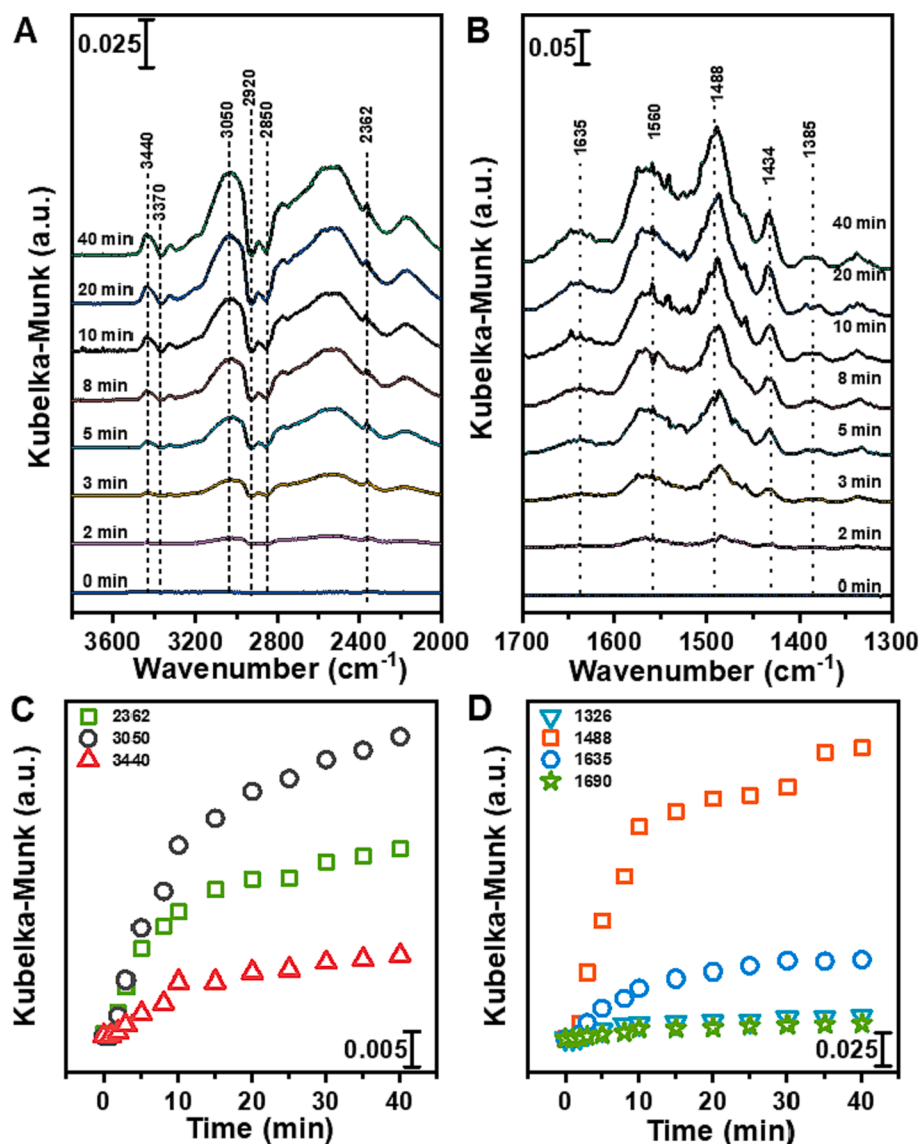 A
0.025
3440
3370
3050
2920
2850
2362
40 min
20 min
10 min
8 min
5 min
3 min
2 min
0 min
Kubelka-Munk (a.u.)
3600 3200 2800 2400 2000
Wavenumber (cm⁻¹)
B
0.05
1635
1560
1488
1434
1385
40 min
20 min
10 min
8 min
5 min
3 min
2 min
0 min
Kubelka-Munk (a.u.)
1700 1600 1500 1400 1300
Wavenumber (cm⁻¹)
C
2362
3050
3440
0.005
Kubelka-Munk (a.u.)
0 10 20 30 40
Time (min)
D
1326
1488
1635
1690
0.025
Kubelka-Munk (a.u.)
0 10 20 30 40
Time (min)